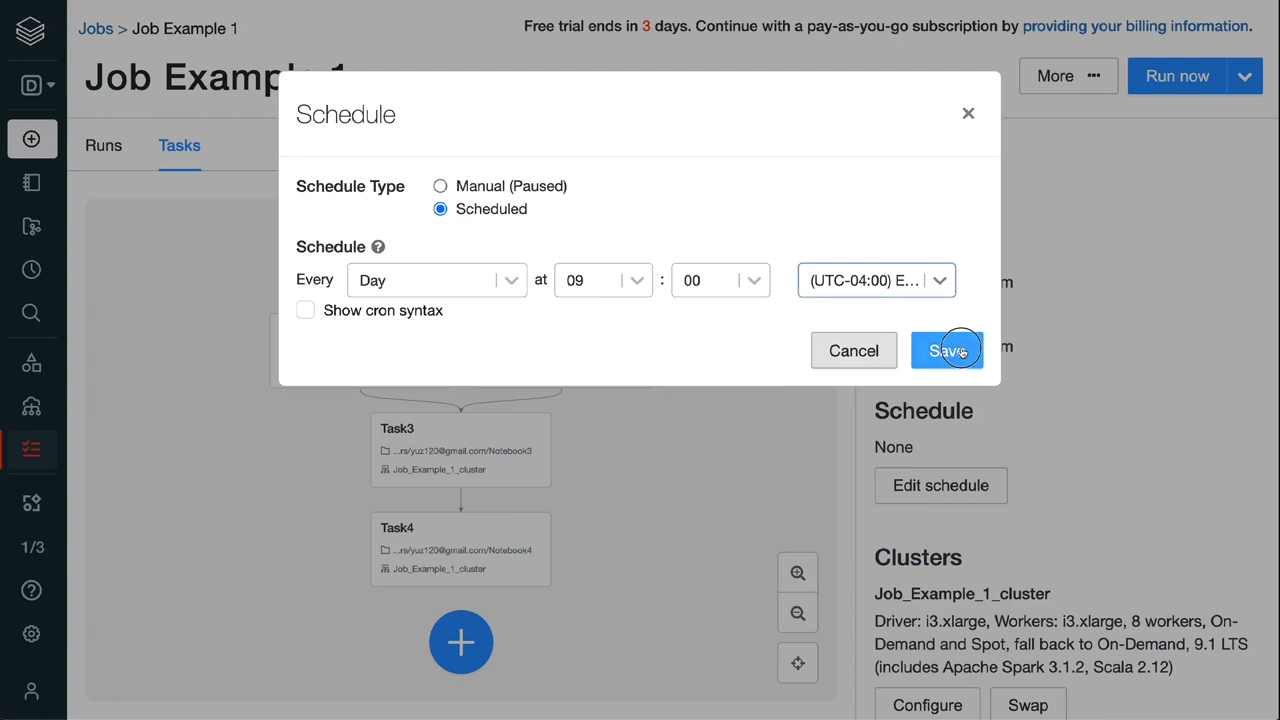 Jobs > Job Example 1
Free trial ends in 3 days. Continue with a pay-as-you-go subscription by providing your billing information.
Job Example 1
More ...
Run now
Runs
Tasks
Schedule
Schedule Type
Manual (Paused)
Scheduled
Schedule
Every Day at 09 : 00 (UTC-04:00) E...
Show cron syntax
Cancel
Save
m
m
Task3
...rs/yuz120@gmail.com/Notebook3
Job_Example_1_cluster
Task4
...rs/yuz120@gmail.com/Notebook4
Job_Example_1_cluster
Schedule
None
Edit schedule
Clusters
Job_Example_1_cluster
Driver: i3.xlarge, Workers: i3.xlarge, 8 workers, On-
Demand and Spot, fall back to On-Demand, 9.1 LTS
(includes Apache Spark 3.1.2, Scala 2.12)
Configure
Swap
D
1/3